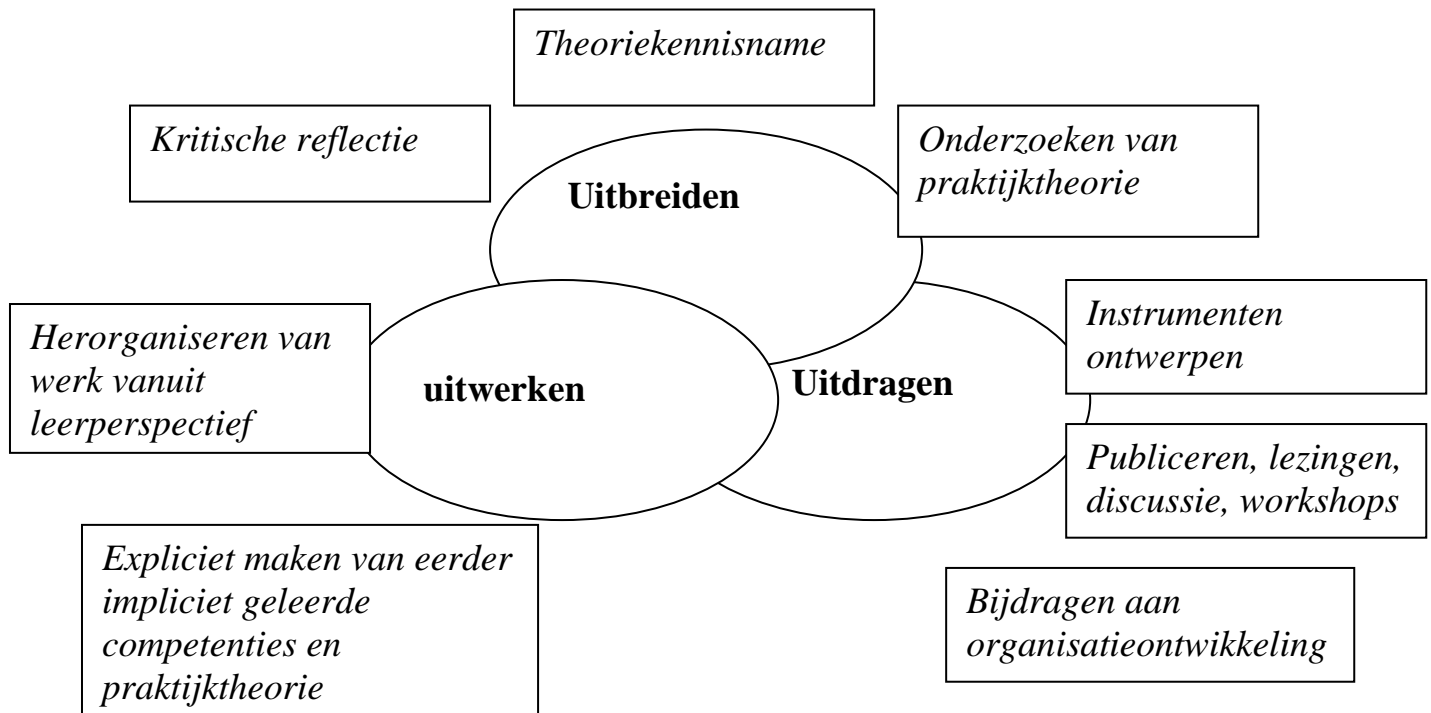 Theoriekennisname
Kritische reflectie
Onderzoeken van
praktijktheorie
Uitbreiden
Herorganiseren van
werk vanuit
leerperspectief
uitwerken
Uitdragen
Instrumenten
ontwerpen
Publiceren, lezingen,
discussie, workshops
Expliciet maken van eerder
impliciet geleerde
competenties en
praktijktheorie
Bijdragen aan
organisatieontwikkeling